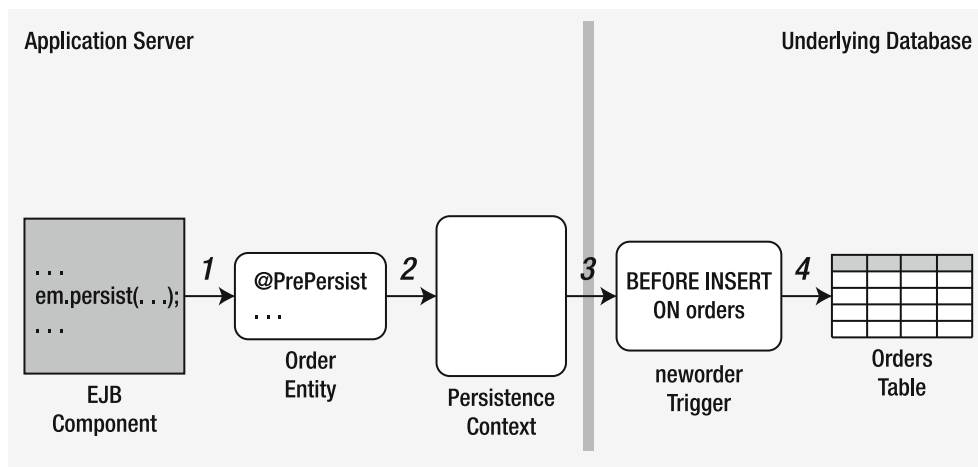 Application Server
Underlying Database
1
2
3
4
. . .
em.persist(. . .);
. . .
@PrePersist
. . .
BEFORE INSERT
ON orders
EJB
Component
Order
Entity
Persistence
Context
neworder
Trigger
Orders
Table